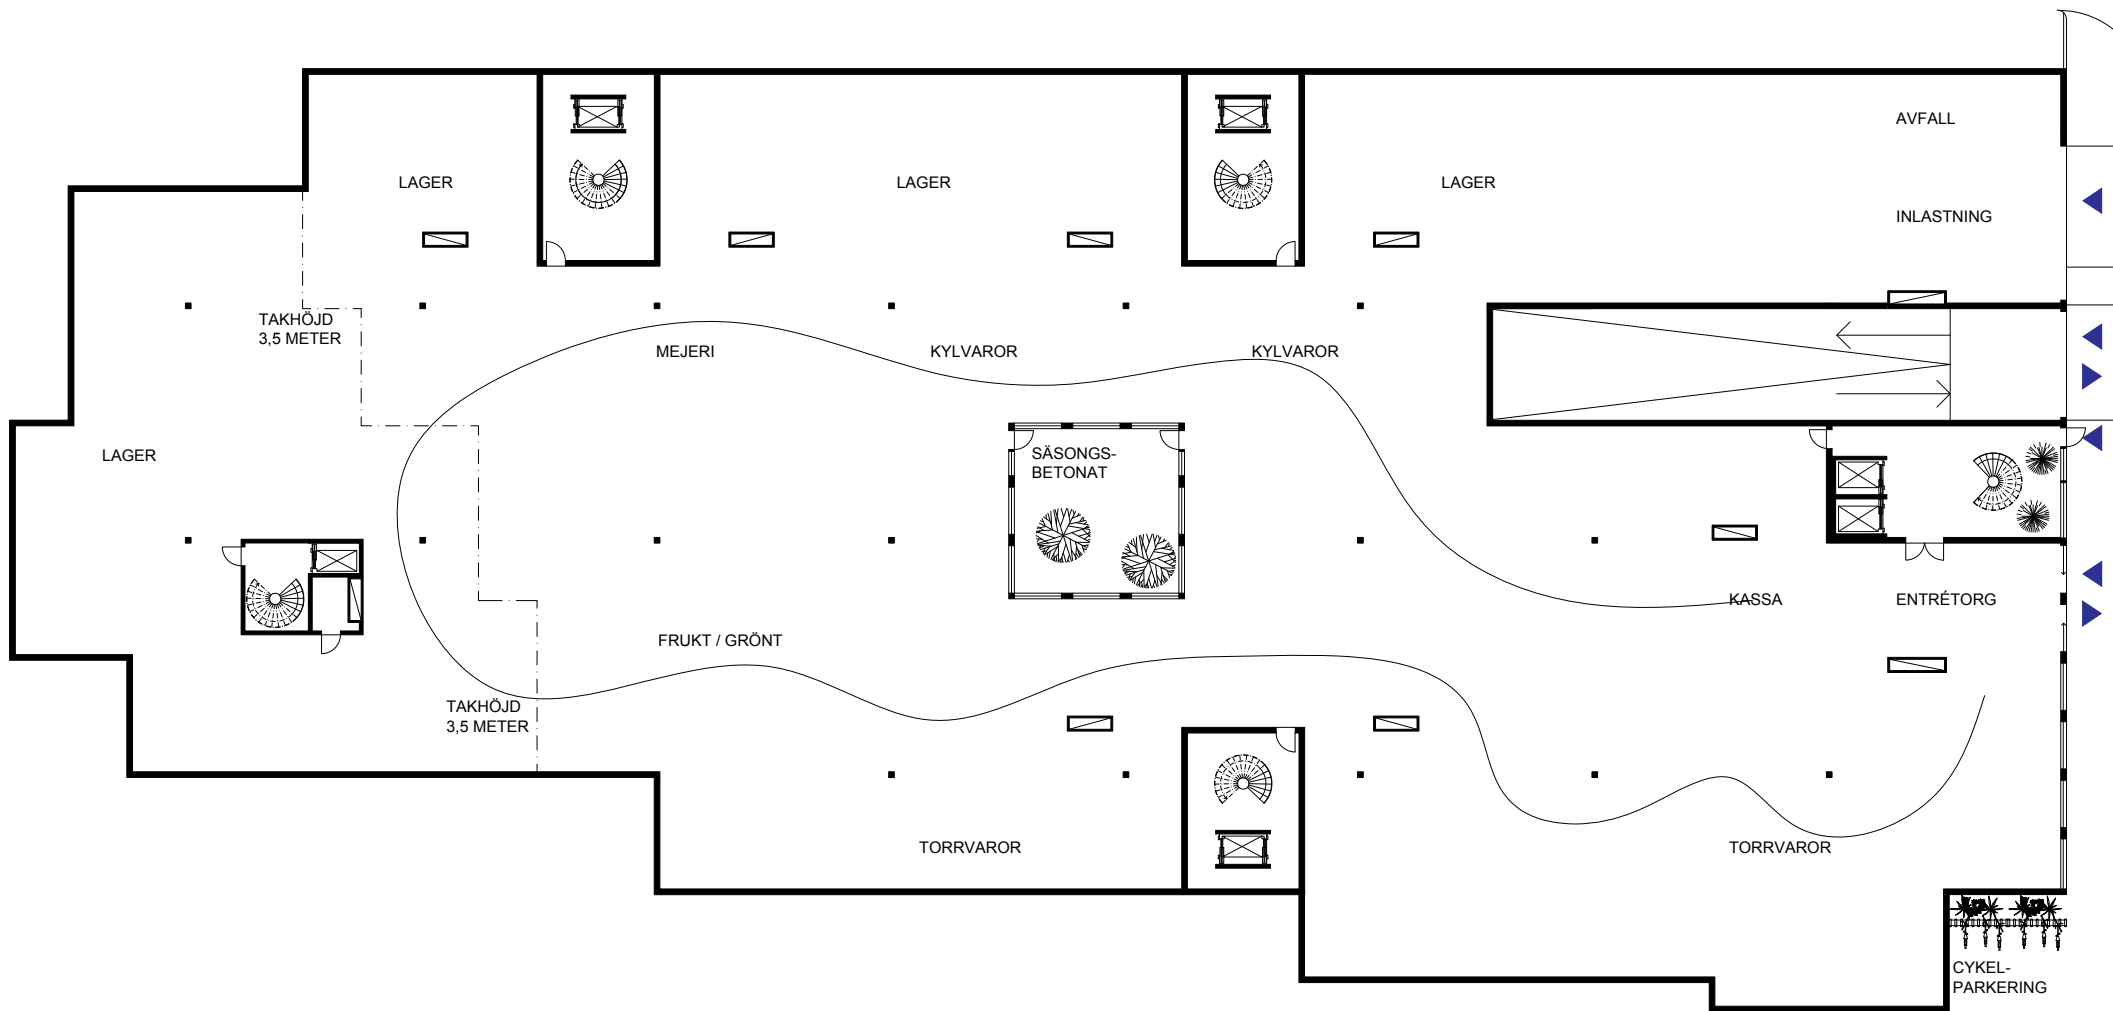 AVFALL
LAGER
LAGER
LAGER
INLASTNING
TAKHÖJD
3,5 METER
MEJERI
KYLVAROR
KYLVAROR
LAGER
SÄSONGS-
BETONAT
KASSA
ENTRÉTORG
FRUKT / GRÖNT
TAKHÖJD
3,5 METER
TORRVAROR
TORRVAROR
CYKEL-
PARKERING